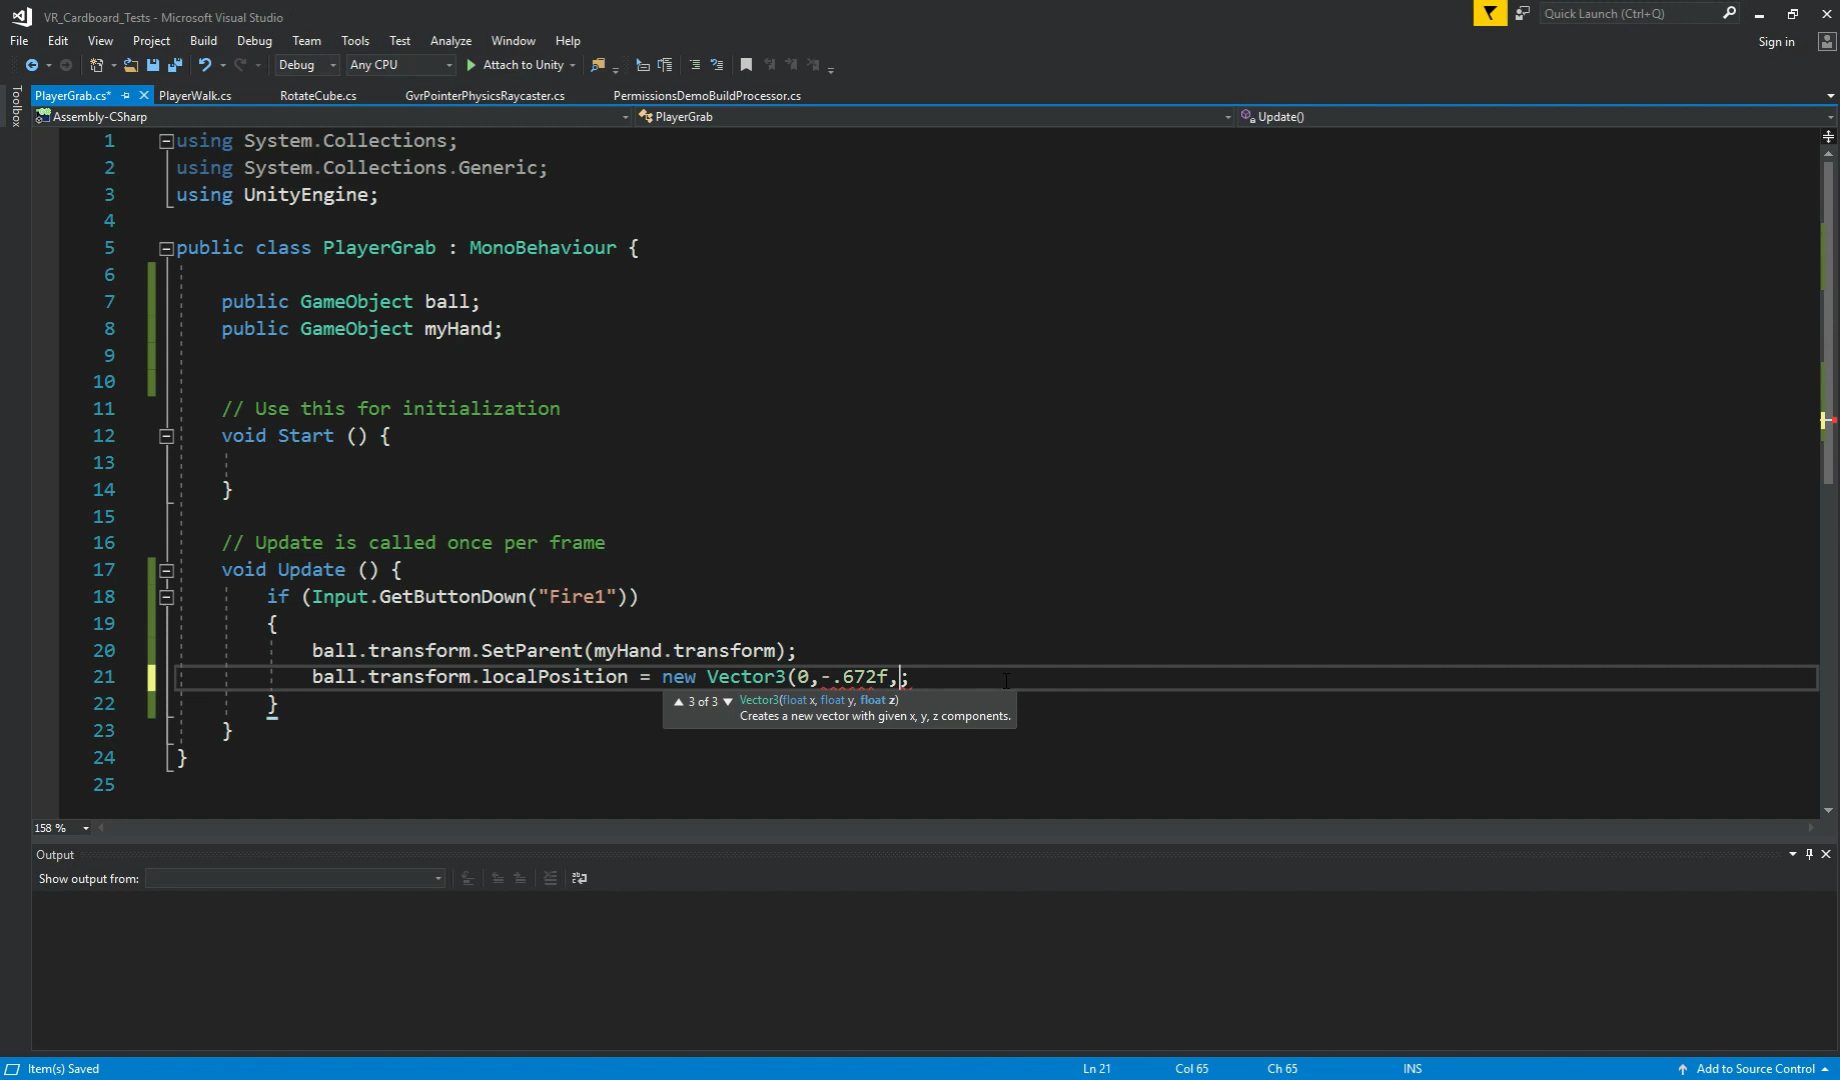 VR_Cardboard_Tests - Microsoft Visual Studio
Quick Launch (Ctrl+Q)
File Edit View Project Build Debug Team Tools Test Analyze Window Help
Sign in
Debug Any CPU Attach to Unity
Toolbox
PlayerGrab.cs* PlayerWalk.cs RotateCube.cs GvrPointerPhysicsRaycaster.cs PermissionsDemoBuildProcessor.cs
Assembly-CSharp PlayerGrab Update()
1 using System.Collections;
2 using System.Collections.Generic;
3 using UnityEngine;
4
5 public class PlayerGrab : MonoBehaviour {
6
7 public GameObject ball;
8 public GameObject myHand;
9
10
11 // Use this for initialization
12 void Start () {
13
14 }
15
16 // Update is called once per frame
17 void Update () {
18 if (Input.GetButtonDown("Fire1"))
19 {
20 ball.transform.SetParent(myHand.transform);
21 ball.transform.localPosition = new Vector3(0,-.672f,;
22 }
3 of 3 Vector3(float x, float y, float z)
Creates a new vector with given x, y, z components.
23 }
24 }
25
158 %
Output
Show output from:
Item(s) Saved Ln 21 Col 65 Ch 65 INS Add to Source Control